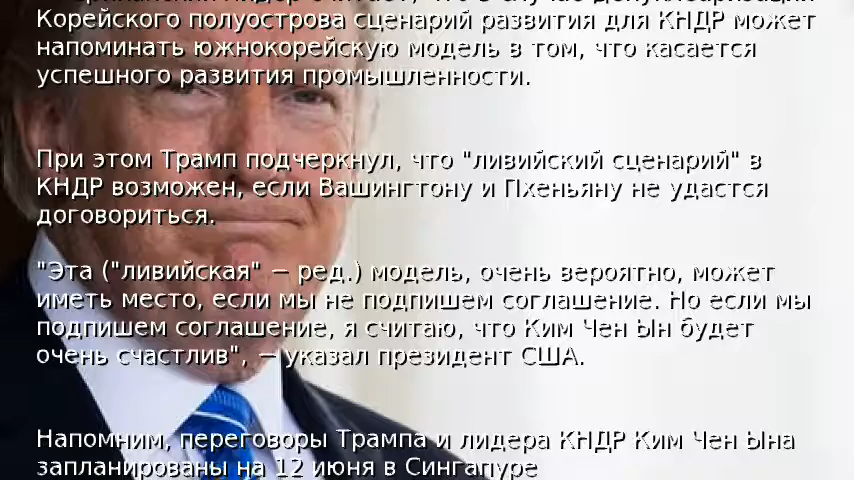 Корейского полуострова сценарий развития для КНДР может
напоминать южнокорейскую модель в том, что касается
успешного развития промышленности.
При этом Трамп подчеркнул, что "ливийский сценарий" в
КНДР возможен, если Вашингтону и Пхеньяну не удастся
договориться.
"Эта ("ливийская" — ред.) модель, очень вероятно, может
иметь место, если мы не подпишем соглашение. Но если мы
подпишем соглашение, я считаю, что Ким Чен Ын будет
очень счастлив", — указал президент США.
Напомним, переговоры Трампа и лидера КНДР Ким Чен Ына
запланированы на 12 июня в Сингапуре